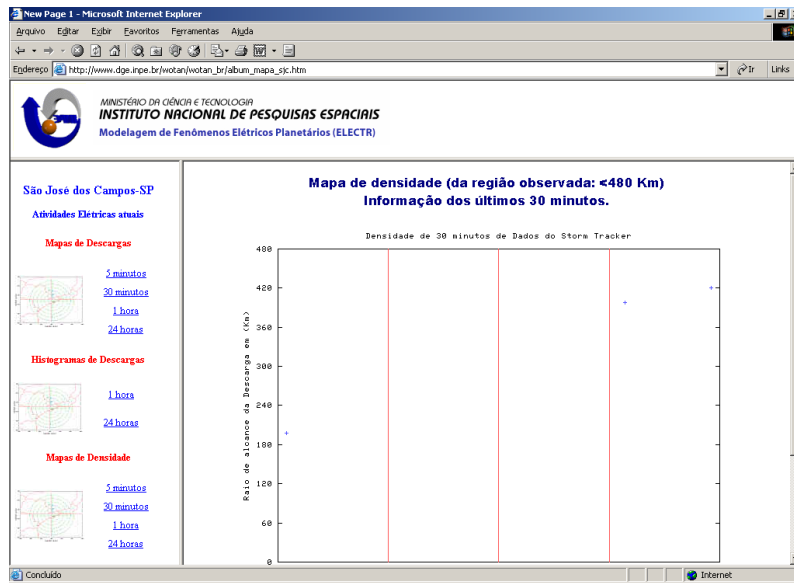 New Page 1 - Microsoft Internet Explorer
Arquivo Editar Exibir Favoritos Ferramentas Ajuda
Endereço http://www.dge.inpe.br/wotan/wotan_br/album_mapa_sjc.htm Ir Links
MINISTÉRIO DA CIÊNCIA E TECNOLOGIA
INSTITUTO NACIONAL DE PESQUISAS ESPACIAIS
Modelagem de Fenômenos Elétricos Planetários (ELECTR)
São José dos Campos-SP
Atividades Elétricas atuais
Mapas de Descargas
5 minutos
30 minutos
1 hora
24 horas
Histogramas de Descargas
1 hora
24 horas
Mapas de Densidade
5 minutos
30 minutos
1 hora
24 horas
Mapa de densidade (da região observada: <480 Km)
Informação dos últimos 30 minutos.
Densidade de 30 minutos de Dados do Storm Tracker
Raio de alcance da Descarga em (Km)
480
420
360
300
240
180
120
60
0
Concluído
Internet